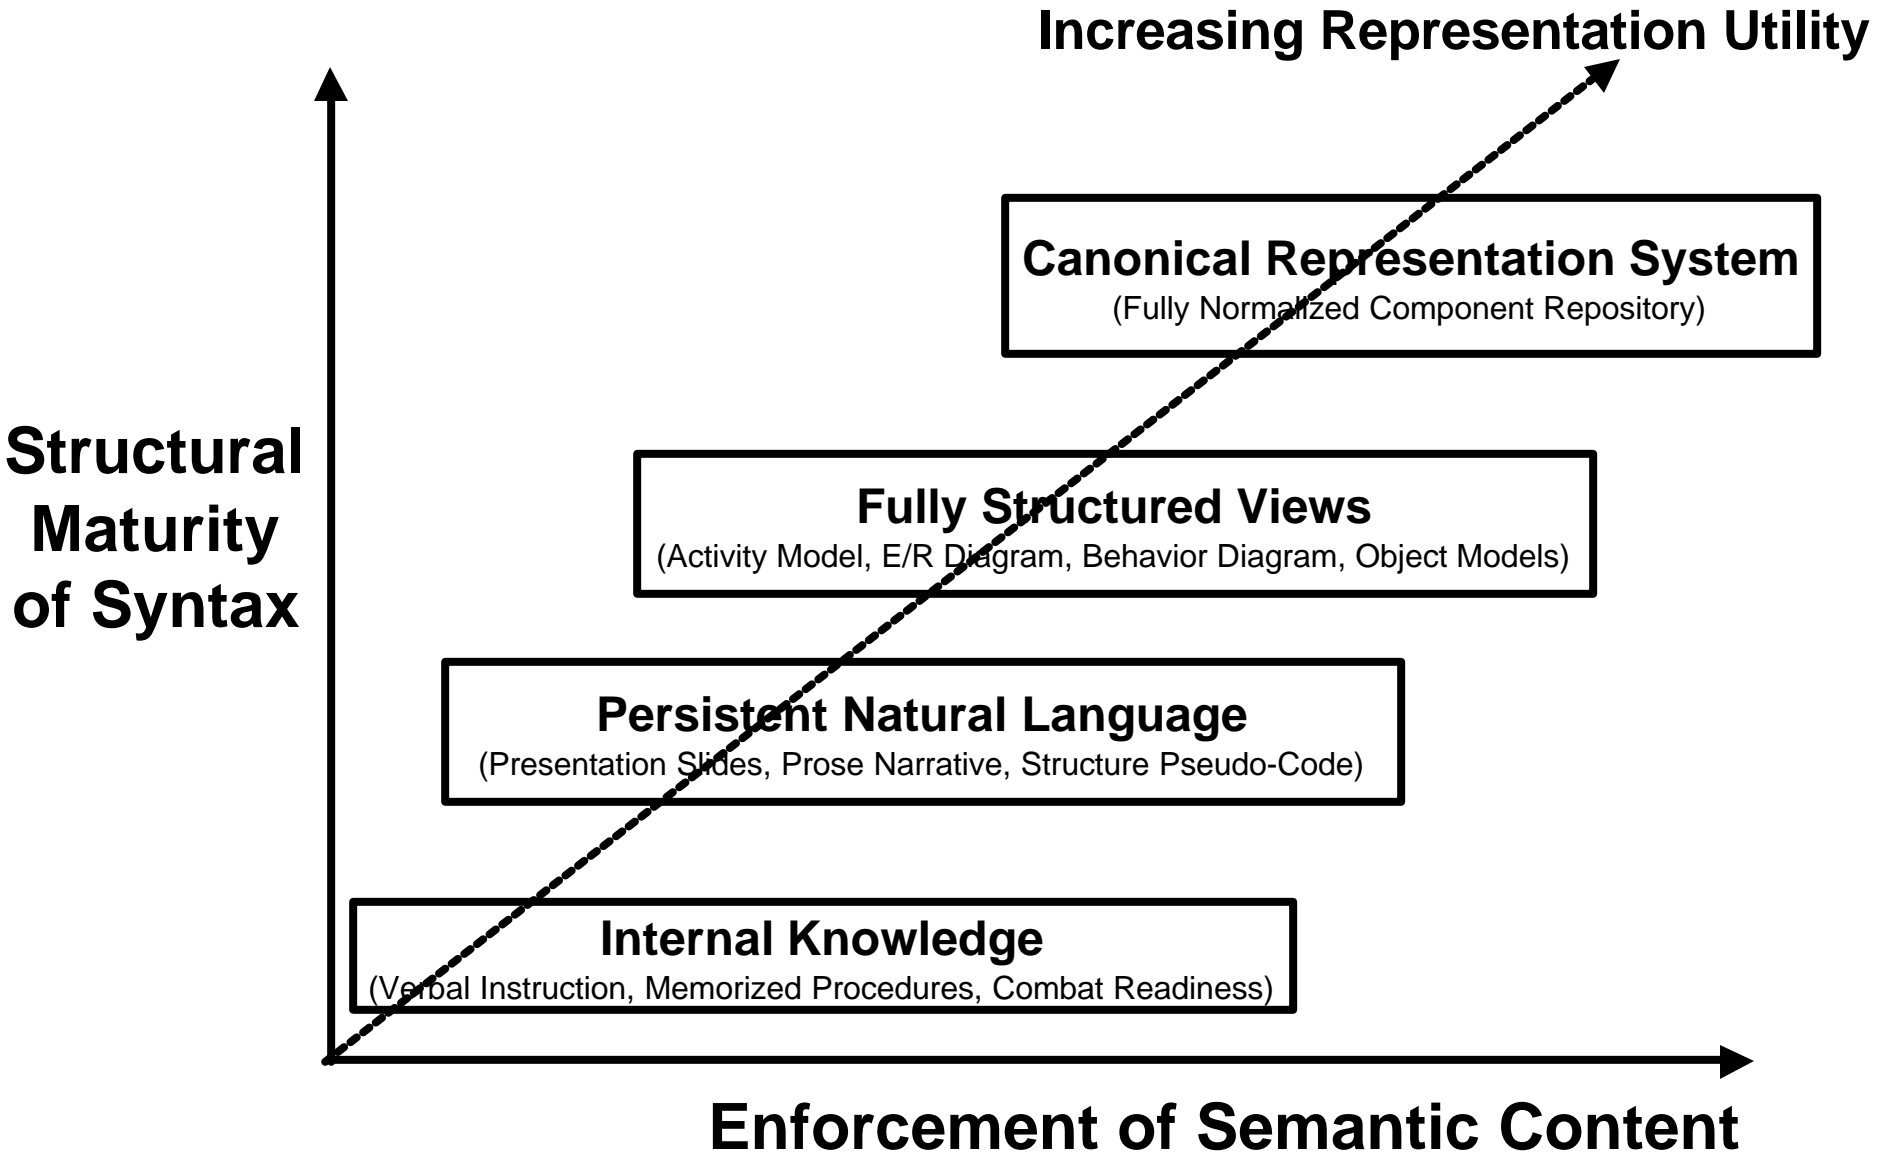 Increasing Representation Utility
Canonical Representation System
(Fully Normalized Component Repository)
Structural
Maturity
of Syntax
Fully Structured Views
(Activity Model, E/R Diagram, Behavior Diagram, Object Models)
Persistent Natural Language
(Presentation Slides, Prose Narrative, Structure Pseudo-Code)
Internal Knowledge
(Verbal Instruction, Memorized Procedures, Combat Readiness)
Enforcement of Semantic Content